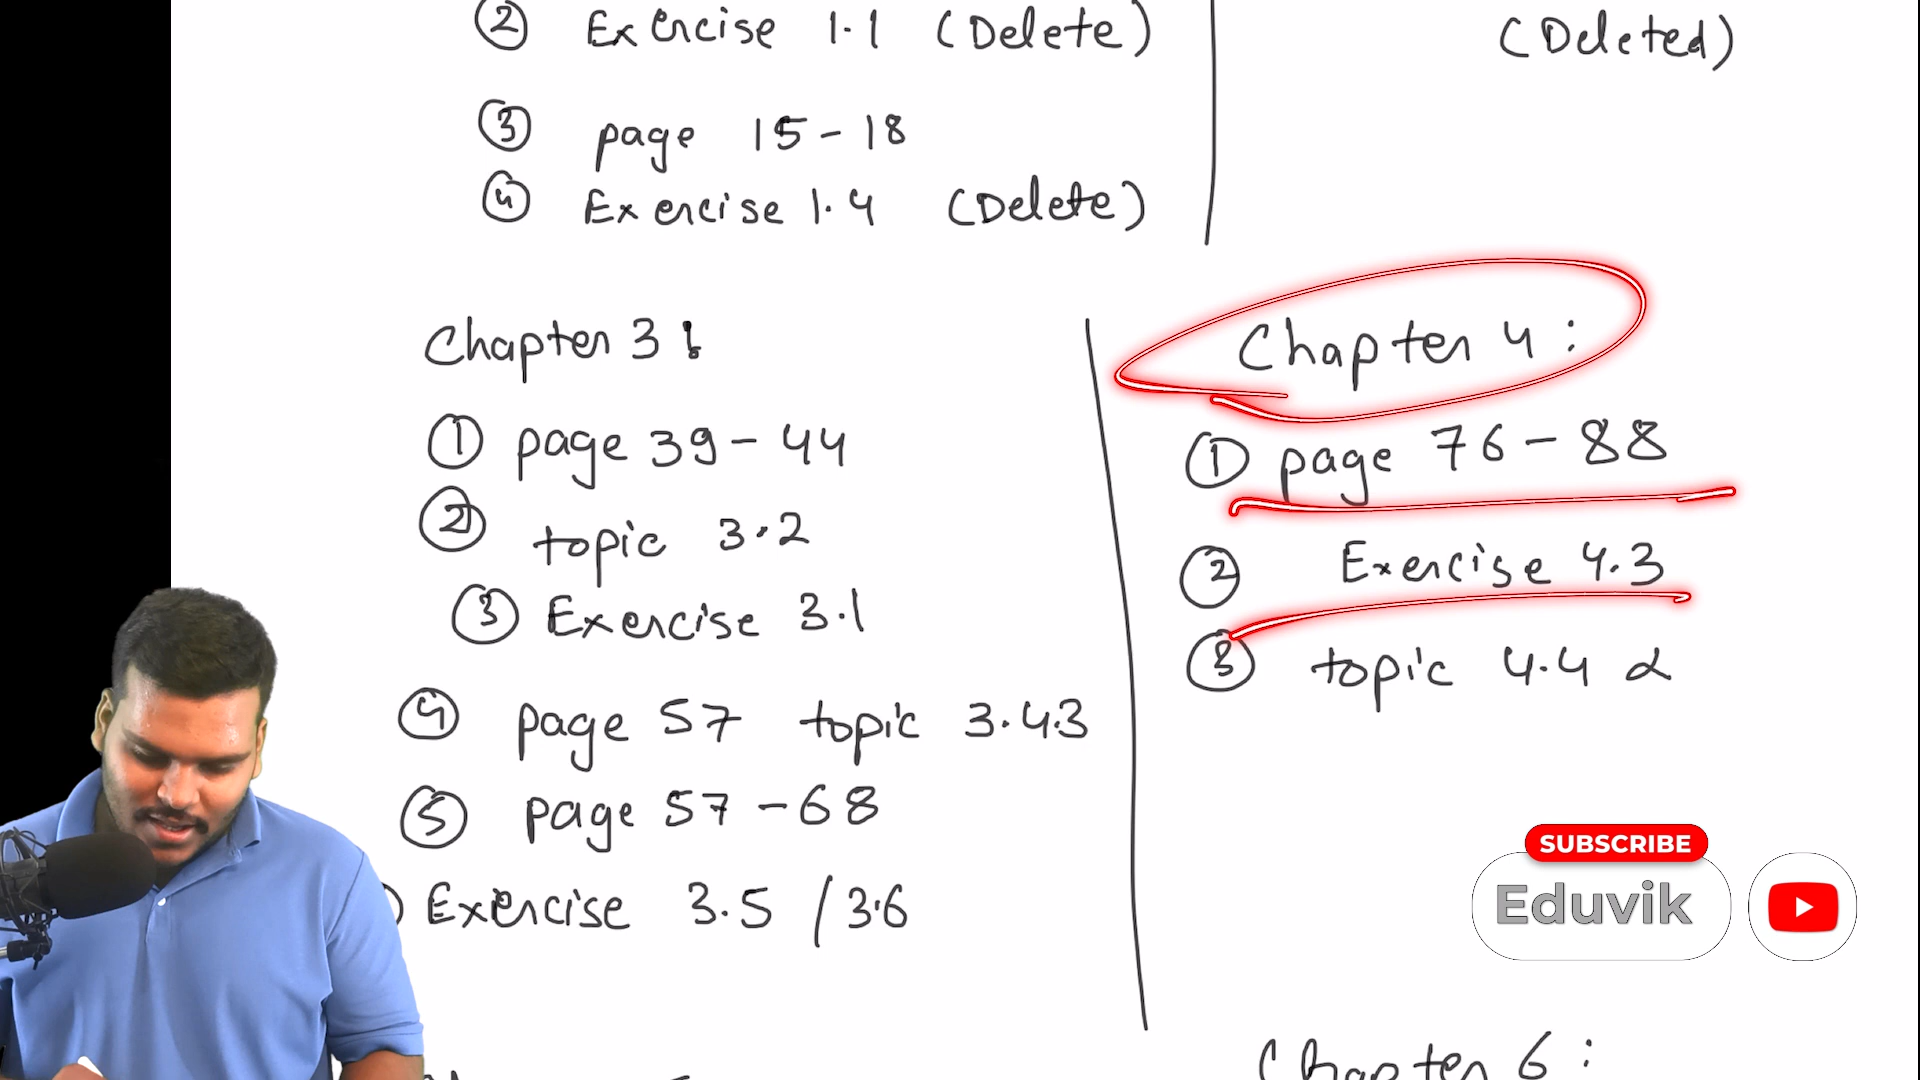 ② Exercise 1.1 (Delete)
③ page 15-18
④ Exercise 1.4 (Delete)
(Deleted)
Chapter 3:
① page 39-44
② topic 3.2
③ Exercise 3.1
④ page 57 topic 3.4.3
⑤ page 57-68
Exercise 3.5 / 3.6
Chapter 4:
① page 76-88
② Exercise 4.3
③ topic 4.4
Chapter 6:
SUBSCRIBE
Eduvik